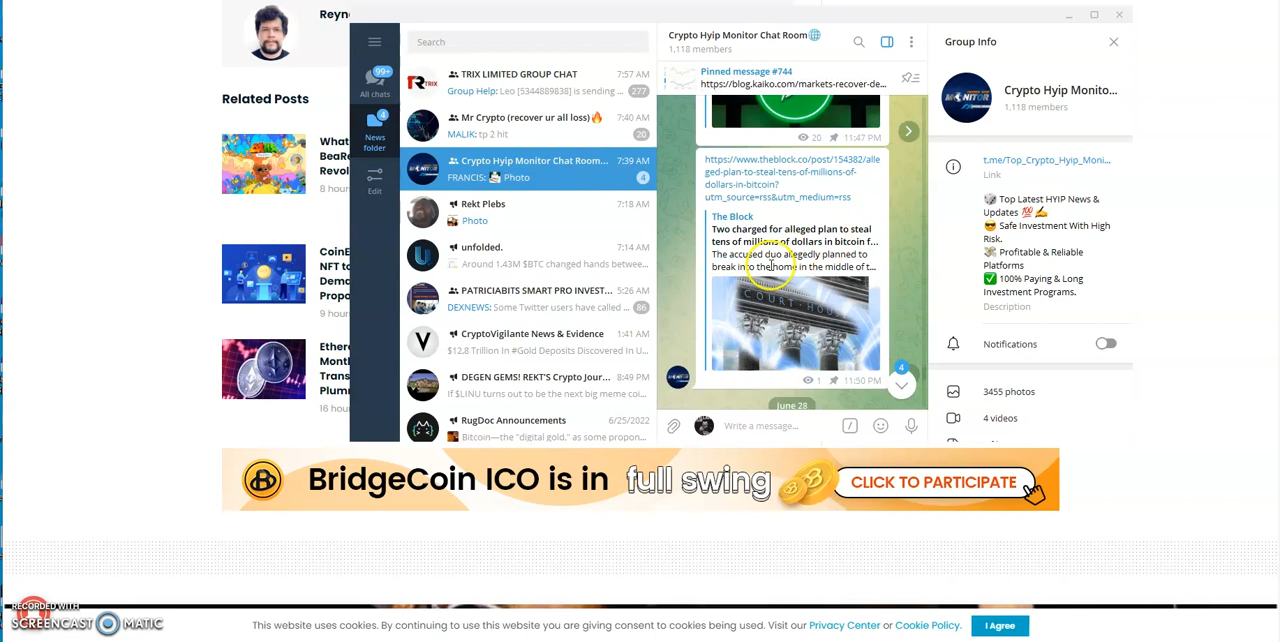 Reyn
Related Posts
What
BeaRe
Revol
8 hour
CoinE
NFT to
Dema
Propo
9 hour
Ethere
Month
Trans
Plum
16 hour
99+
All chats
4
News
folder
Edit
Search
TRIX LIMITED GROUP CHAT 7:57 AM
Group Help: Leo [5344889838] is sending ... 277
TRIX
Mr Crypto (recover ur all loss)🔥 7:40 AM
MALIK: tp 2 hit 20
Crypto Hyip Monitor Chat Room... 7:39 AM
FRANCIS: Photo 4
Rekt Plebs 7:18 AM
Photo
unfolded. 7:14 AM
Around 1.43M $BTC changed hands betwee...
PATRICIABITS SMART PRO INVEST... 5:26 AM
DEXNEWS: Some Twitter users have called ... 86
CryptoVigilante News & Evidence 1:41 AM
$12,8 Trillion In #Gold Deposits Discovered In U...
DEGEN GEMS! REKT'S Crypto Jour... 8:49 PM
If $LINU turns out to be the next big meme coi...
RugDoc Announcements 6/25/2022
Bitcoin—the "digital gold," as some propon...
Crypto Hyip Monitor Chat Room🌐
1,118 members
Pinned message #744
https://blog.kaiko.com/markets-recover-de...
20 11:47 PM
https://www.theblock.co/post/154382/alle
ged-plan-to-steal-tens-of-millions-of-
dollars-in-bitcoin?
utm_source=rss&utm_medium=rss
The Block
Two charged for alleged plan to steal
tens of millions of dollars in bitcoin f...
The accused duo allegedly planned to
break into the home in the middle of t...
COURT·HOUS
1 11:50 PM
4
June 28
Write a message...
Group Info
MONITOR
Crypto Hyip Monito...
1,118 members
t.me/Top_Crypto_Hyip_Moni...
Link
🎲 Top Latest HYIP News &
Updates 💯✍️
😎 Safe Investment With High
Risk.
💸 Profitable & Reliable
Platforms
✅ 100% Paying & Long
Investment Programs.
Description
Notifications
3455 photos
4 videos
BridgeCoin ICO is in full swing CLICK TO PARTICIPATE
RECORDED WITH
SCREENCAST MATIC
This website uses cookies. By continuing to use this website you are giving consent to cookies being used. Visit our Privacy Center or Cookie Policy. I Agree